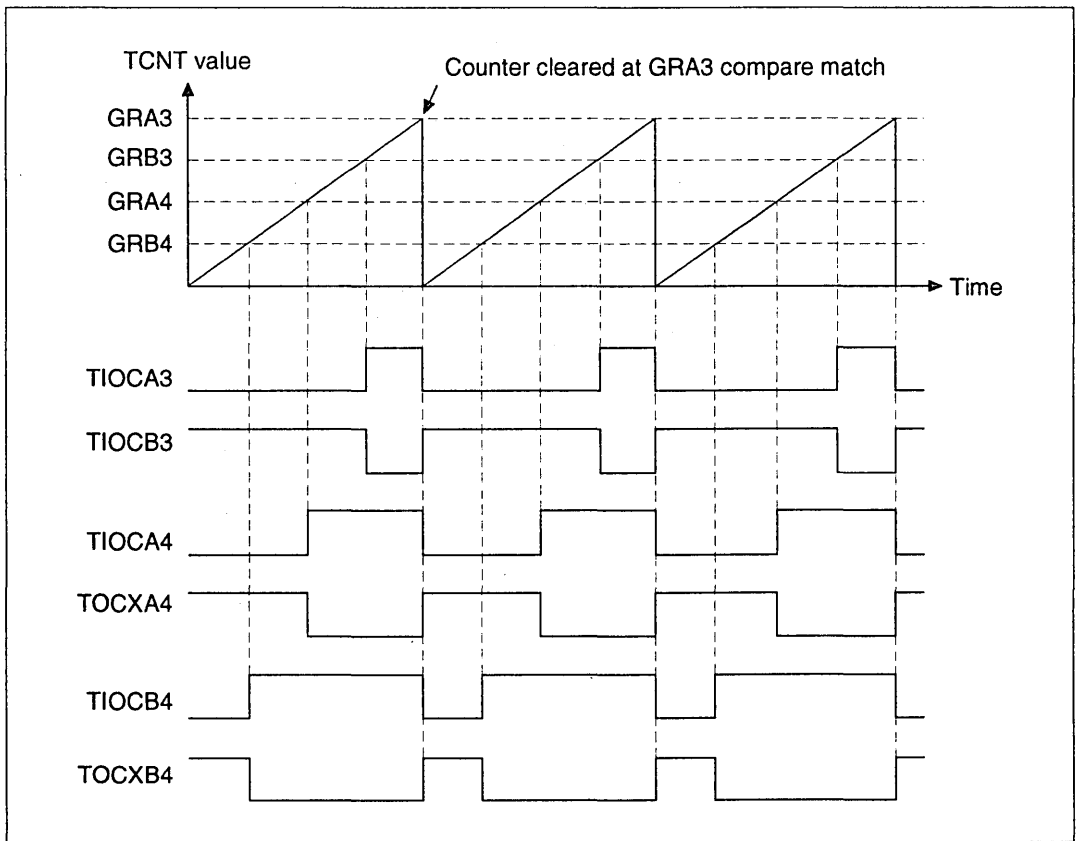 TCNT value
Counter cleared at GRA3 compare match
GRA3
GRB3
GRA4
GRB4
Time
TIOCA3
TIOCB3
TIOCA4
TOCXA4
TIOCB4
TOCXB4